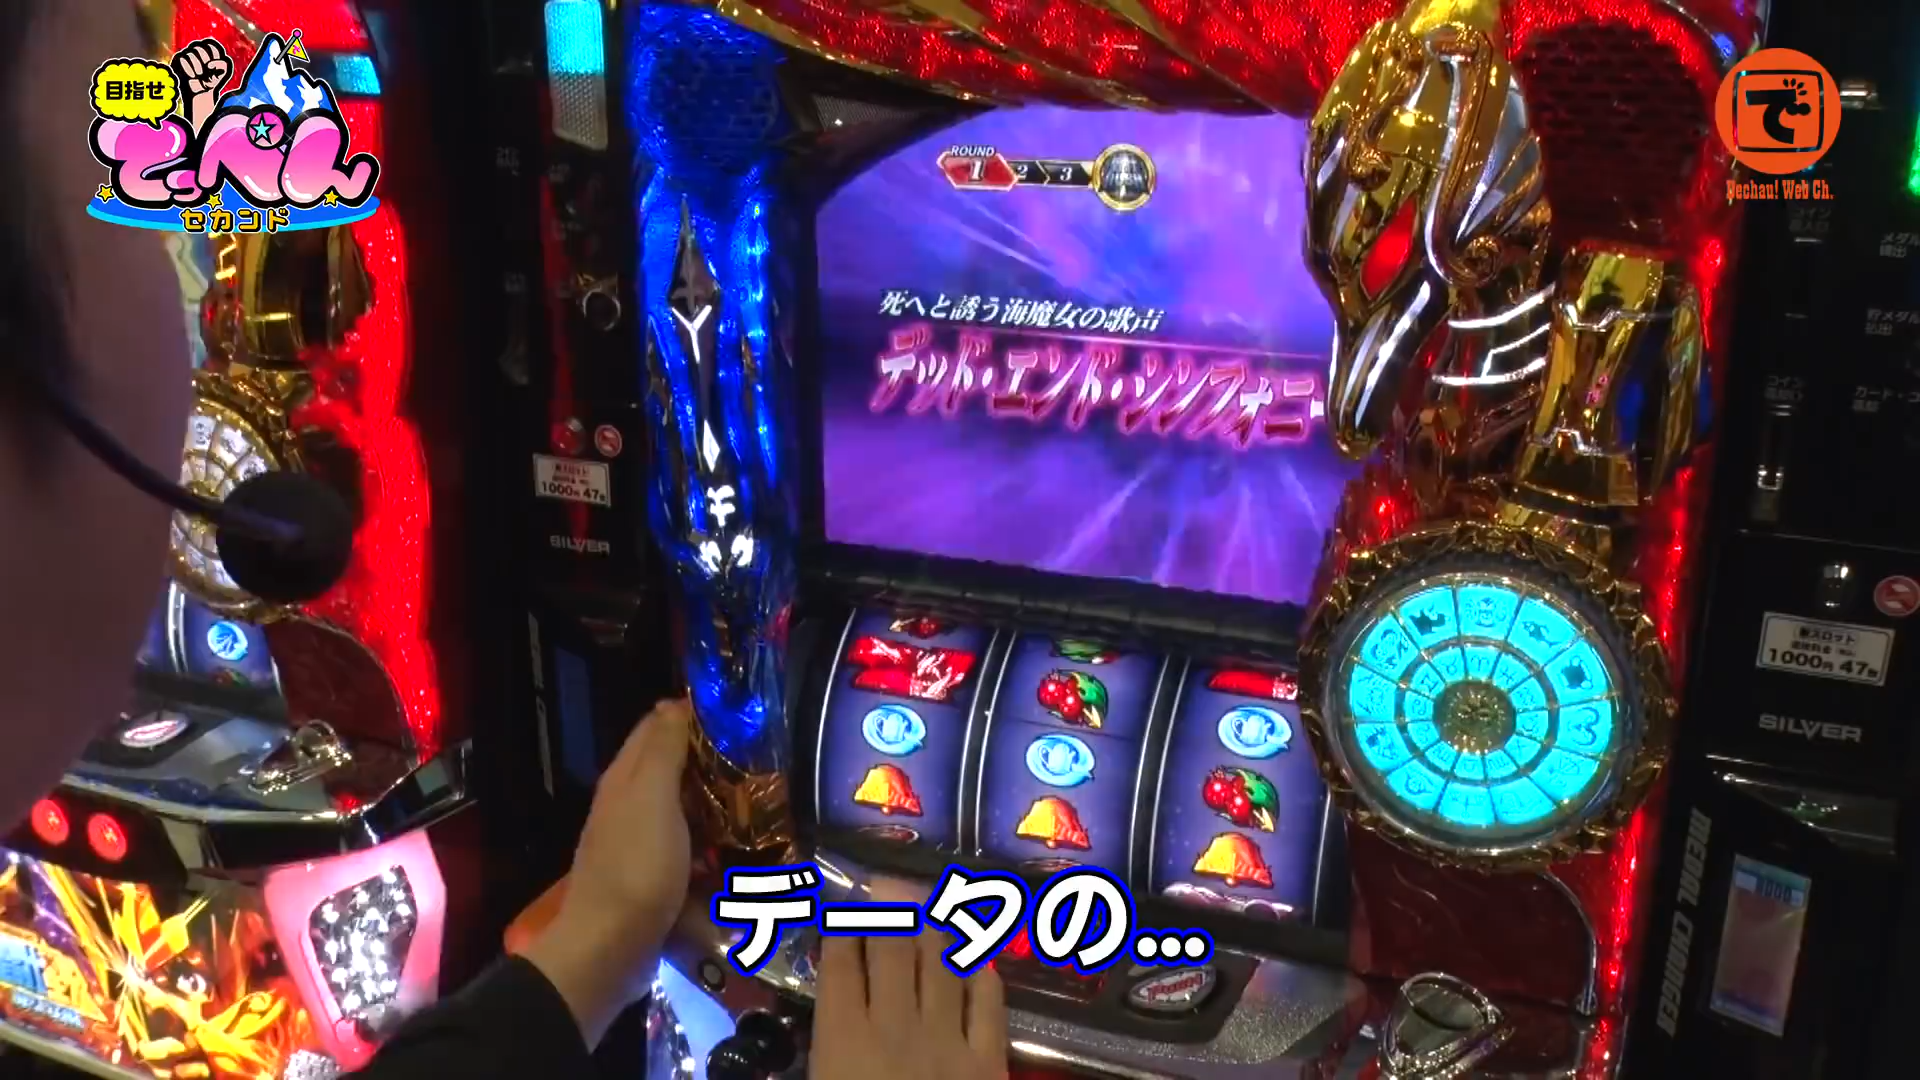 目指せ
てっぺん
セカンド
で
Dechau! Web Ch.
ROUND
1 2 3
死へと誘う海魔女の歌声
デッド・エンド・シンフォニー
1000円 47枚
SILVER
1000円 47枚
SILVER
MEDAL CHANGER
データの...